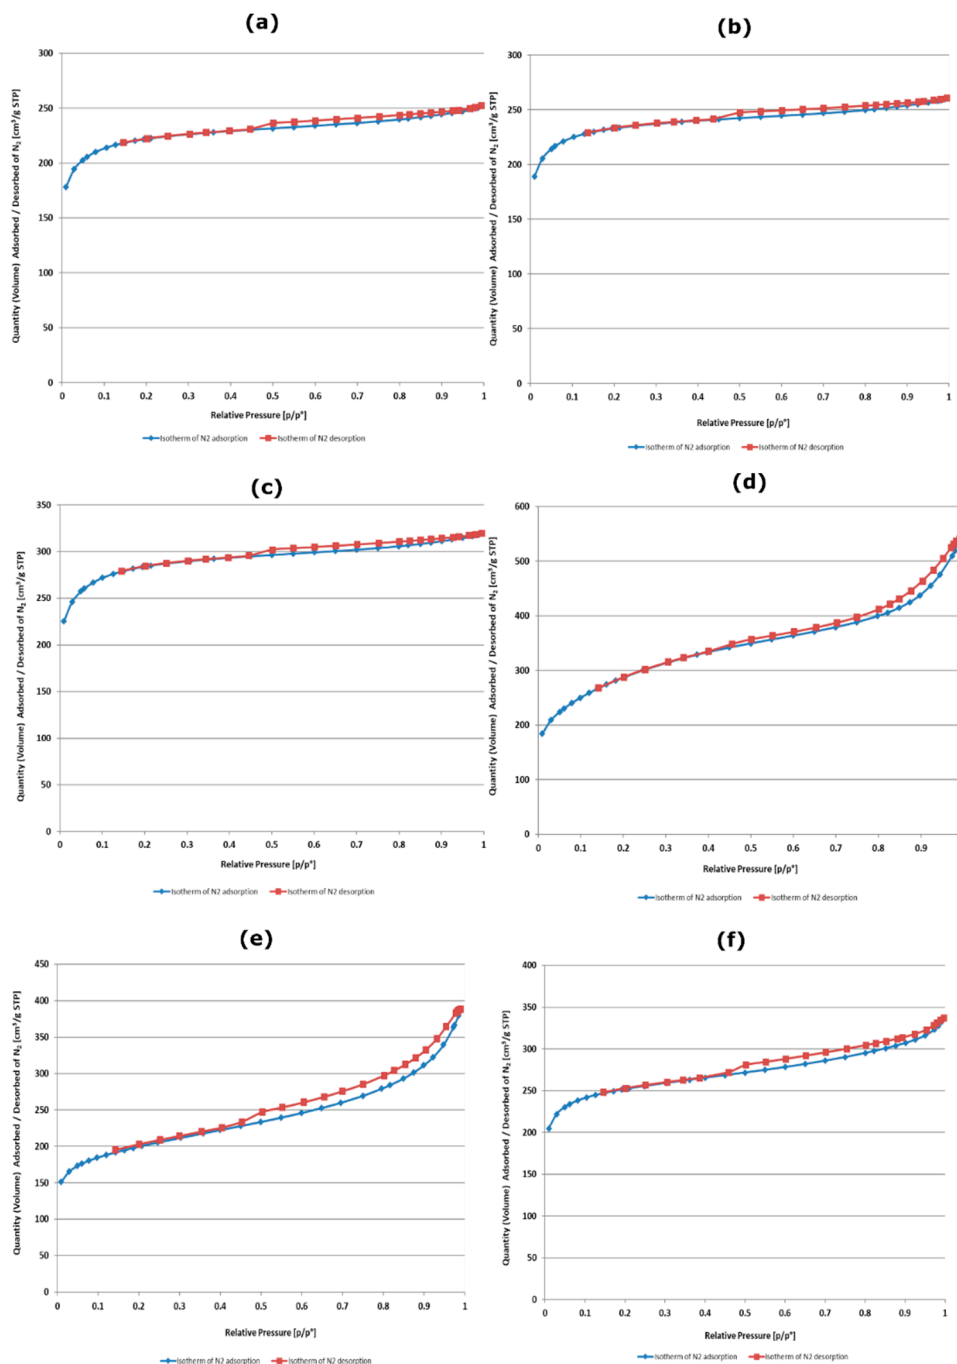 (a)
Quantity (Volume) Adsorbed / Desorbed of N₂ [cm³/g STP]
300
250
200
150
100
50
0
0 0.1 0.2 0.3 0.4 0.5 0.6 0.7 0.8 0.9 1
Relative Pressure [p/p°]
Isotherm of N2 adsorption Isotherm of N2 desorption
(b)
Quantity (Volume) Adsorbed / Desorbed of N₂ [cm³/g STP]
300
250
200
150
100
50
0
0 0.1 0.2 0.3 0.4 0.5 0.6 0.7 0.8 0.9 1
Relative Pressure [p/p°]
Isotherm of N2 adsorption Isotherm of N2 desorption
(c)
Quantity (Volume) Adsorbed / Desorbed of N₂ [cm³/g STP]
350
300
250
200
150
100
50
0
0 0.1 0.2 0.3 0.4 0.5 0.6 0.7 0.8 0.9 1
Relative Pressure [p/p°]
Isotherm of N2 adsorption Isotherm of N2 desorption
(d)
Quantity (Volume) Adsorbed / Desorbed of N₂ [cm³/g STP]
600
500
400
300
200
100
0
0 0.1 0.2 0.3 0.4 0.5 0.6 0.7 0.8 0.9
Relative Pressure [p/p°]
Isotherm of N2 adsorption Isotherm of N2 desorption
(e)
Quantity (Volume) Adsorbed / Desorbed of N₂ [cm³/g STP]
450
400
350
300
250
200
150
100
50
0
0 0.1 0.2 0.3 0.4 0.5 0.6 0.7 0.8 0.9 1
Relative Pressure [p/p°]
Isotherm of N2 adsorption Isotherm of N2 desorption
(f)
Quantity (Volume) Adsorbed / Desorbed of N₂ [cm³/g STP]
400
350
300
250
200
150
100
50
0
0 0.1 0.2 0.3 0.4 0.5 0.6 0.7 0.8 0.9 1
Relative Pressure [p/p°]
Isotherm of N2 adsorption Isotherm of N2 desorption